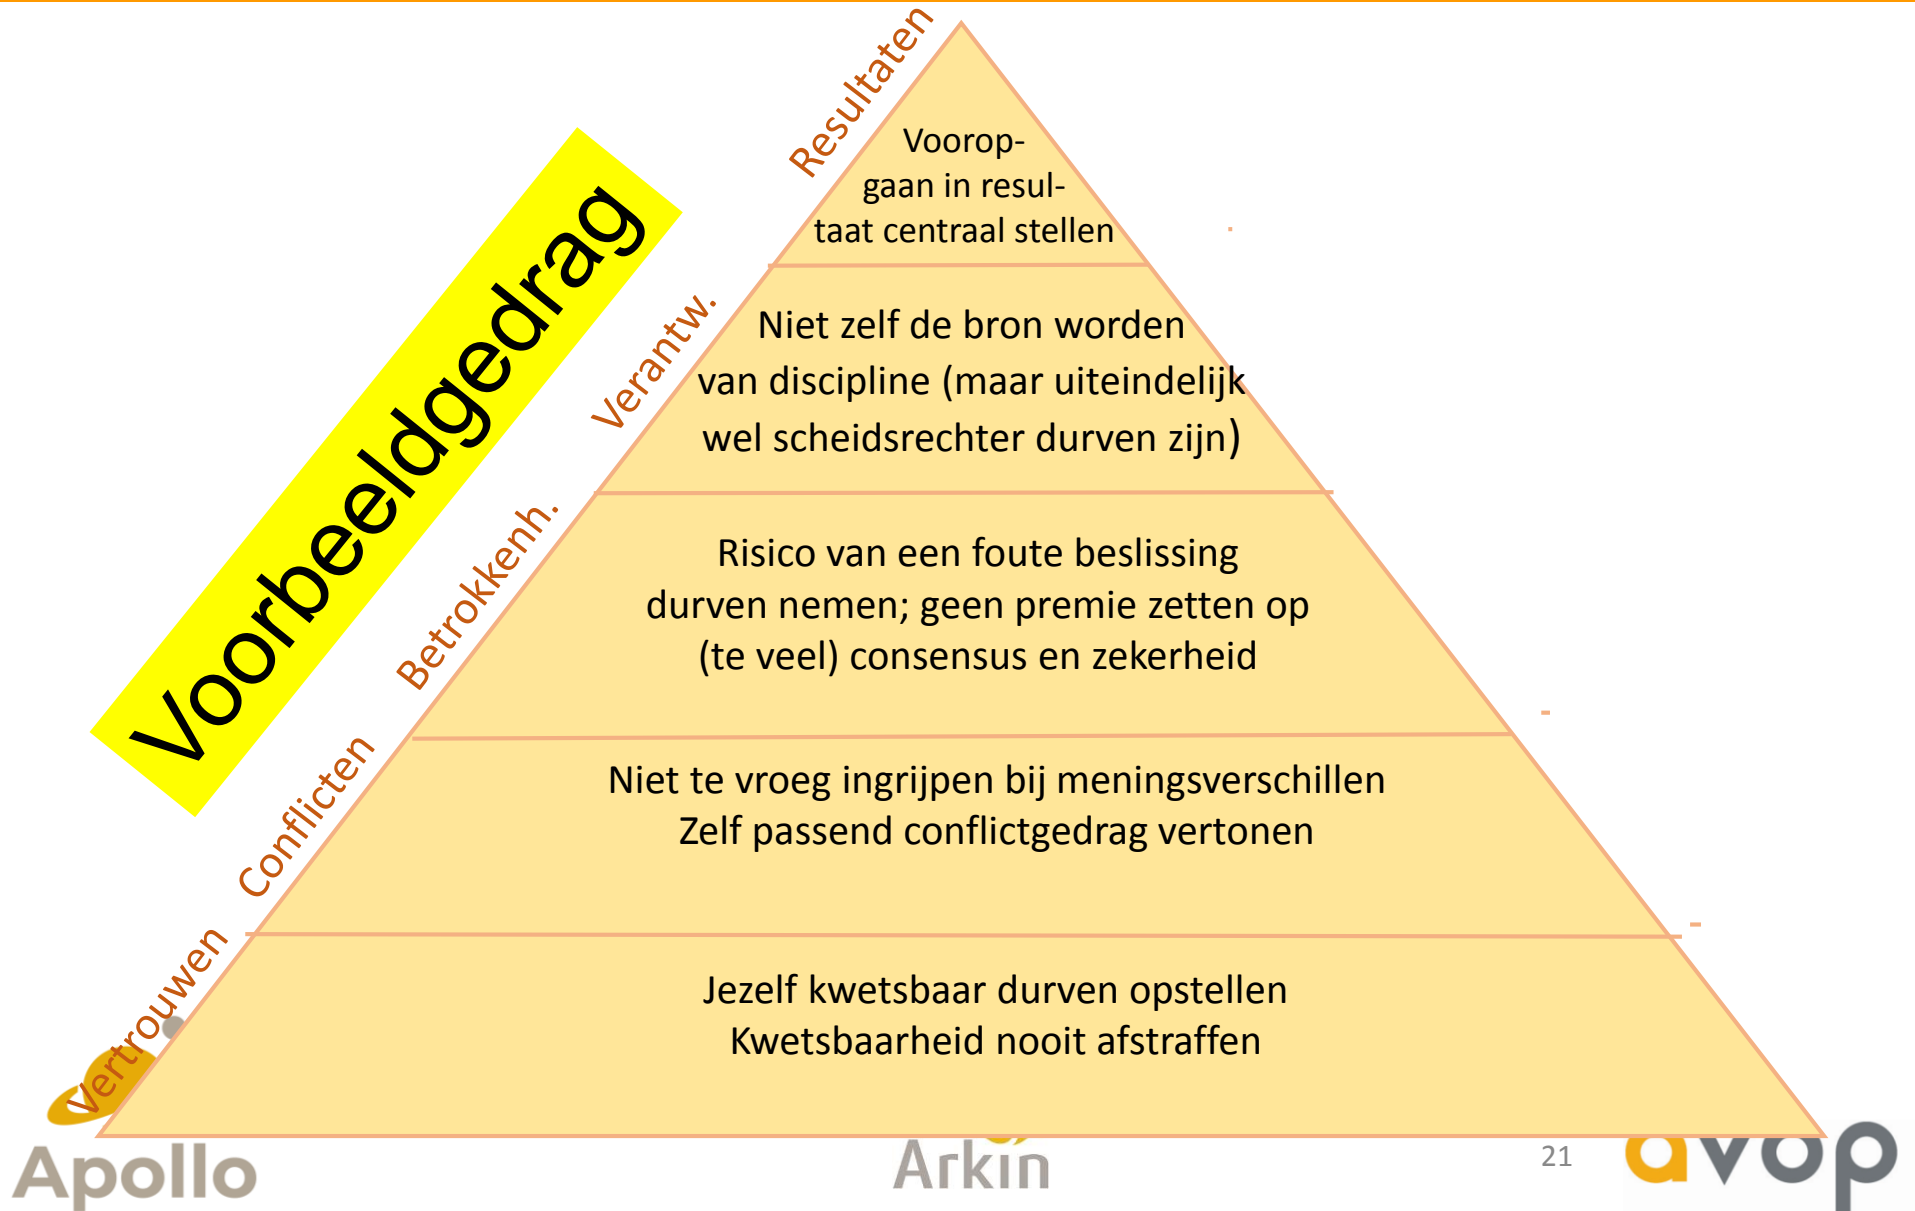 Voorbeeldgedrag
Resultaten
Voorop-
gaan in resul-
taat centraal stellen
Verantw.
Niet zelf de bron worden
van discipline (maar uiteindelijk
wel scheidsrechter durven zijn)
Betrokkenh.
Risico van een foute beslissing
durven nemen; geen premie zetten op
(te veel) consensus en zekerheid
Conflicten
Niet te vroeg ingrijpen bij meningsverschillen
Zelf passend conflictgedrag vertonen
Vertrouwen
Jezelf kwetsbaar durven opstellen
Kwetsbaarheid nooit afstraffen
Apollo
Arkin
21
avop